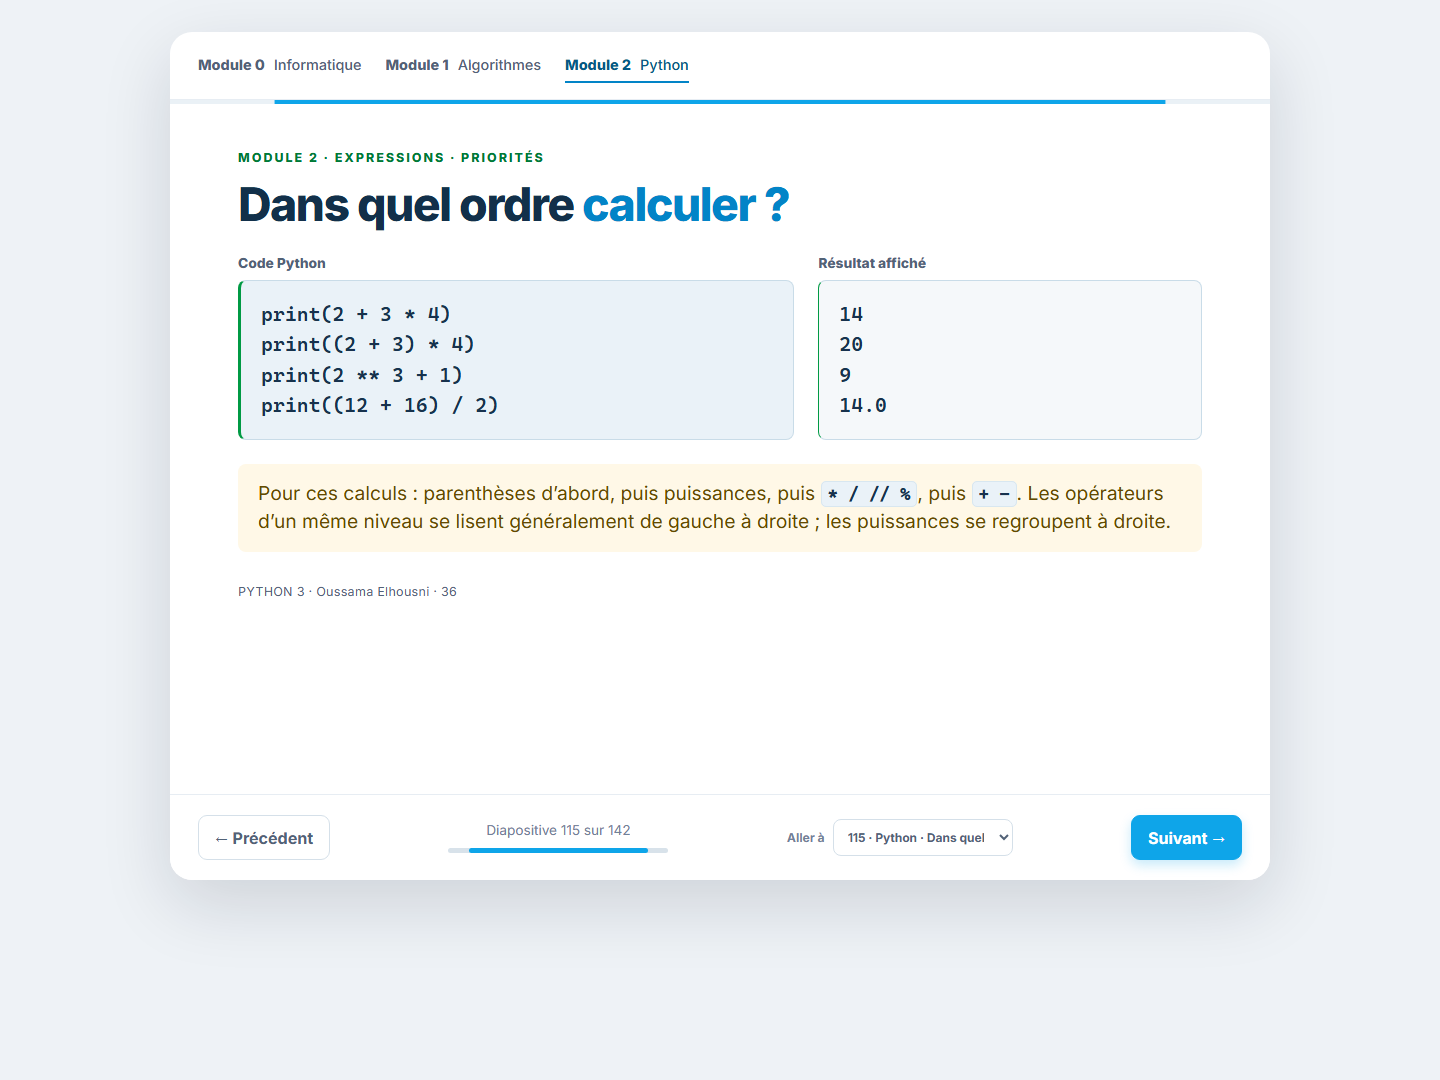 Module 0 Informatique Module 1 Algorithmes Module 2 Python
MODULE 2 · EXPRESSIONS · PRIORITÉS
Dans quel ordre calculer ?
Code Python
print(2 + 3 * 4)
print((2 + 3) * 4)
print(2 ** 3 + 1)
print((12 + 16) / 2)
Résultat affiché
14
20
9
14.0
Pour ces calculs : parenthèses d’abord, puis puissances, puis * / // %, puis + −. Les opérateurs
d’un même niveau se lisent généralement de gauche à droite ; les puissances se regroupent à droite.
PYTHON 3 · Oussama Elhousni · 36
← Précédent
Diapositive 115 sur 142
Aller à 115 · Python · Dans quel
Suivant →